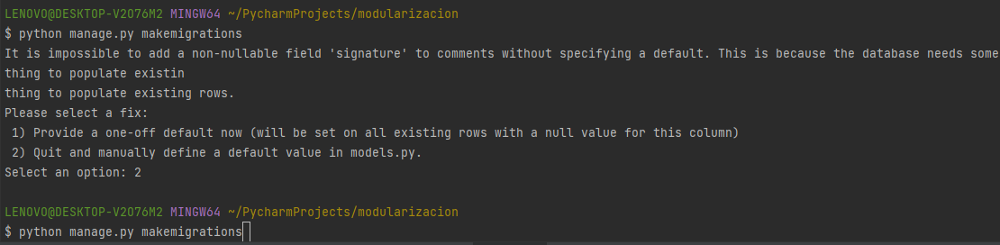 LENOVO@DESKTOP-V2076M2 MINGW64 ~/PycharmProjects/modularizacion
$ python manage.py makemigrations
It is impossible to add a non-nullable field 'signature' to comments without specifying a default. This is because the database needs some
thing to populate existin
thing to populate existing rows.
Please select a fix:
 1) Provide a one-off default now (will be set on all existing rows with a null value for this column)
 2) Quit and manually define a default value in models.py.
Select an option: 2
LENOVO@DESKTOP-V2076M2 MINGW64 ~/PycharmProjects/modularizacion
$ python manage.py makemigrations